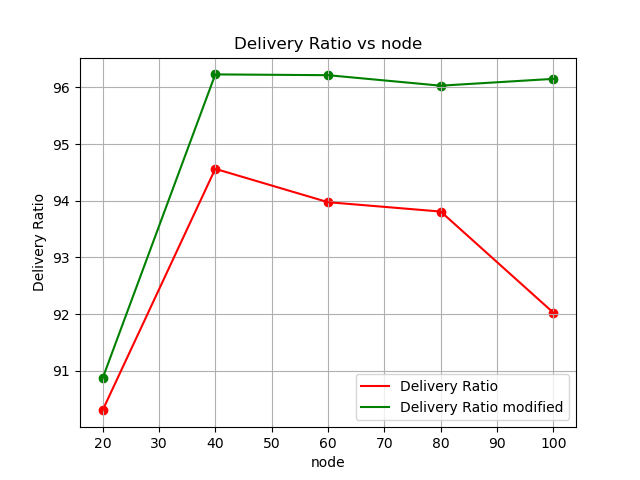 Delivery Ratio vs node
Delivery Ratio
96
95
94
93
92
91
20 30 40 50 60 70 80 90 100
node
Delivery Ratio
Delivery Ratio modified